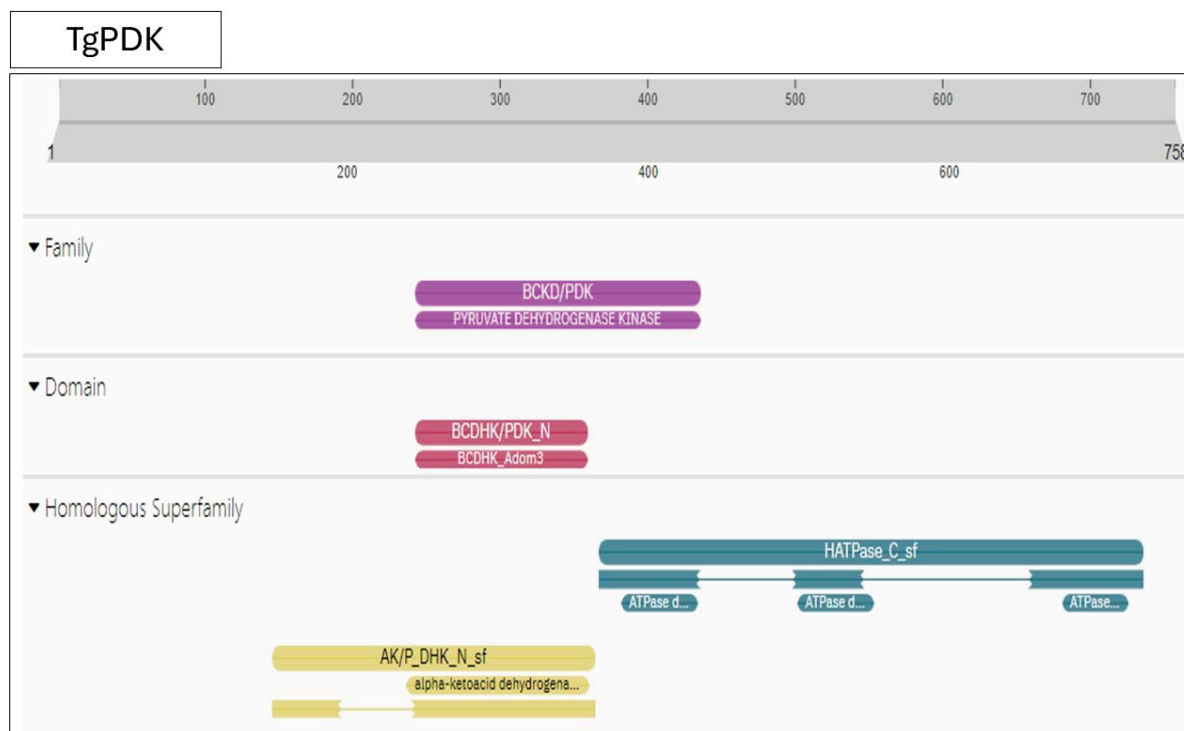 TgPDK
100 200 300 400 500 600 700
1 758
200 400 600
Family
BCKD/PDK
PYRUVATE DEHYDROGENASE KINASE
Domain
BCDHK/PDK_N
BCDHK_Adom3
Homologous Superfamily
HATPase_C_sf
ATPase d... ATPase d... ATPase...
AK/P_DHK_N_sf
alpha-ketoacid dehydrogena...